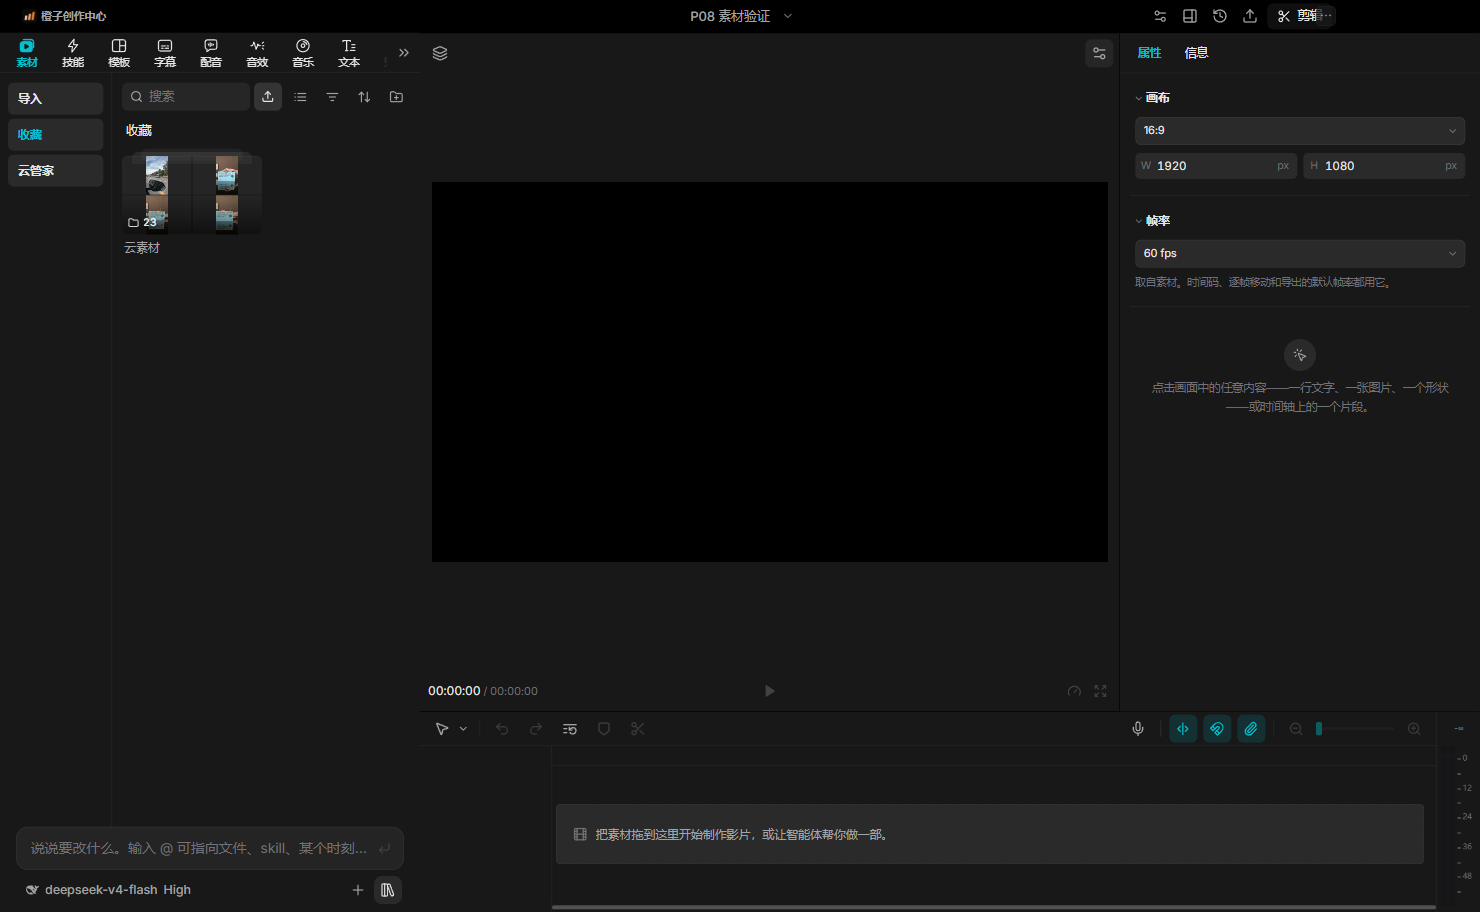 橙子创作中心
P08 素材验证
剪辑
素材
技能
模板
字幕
配音
音效
音乐
文本
导入
收藏
云管家
搜索
收藏
23
云素材
00:00:00 / 00:00:00
属性
信息
画布
16:9
W 1920 px
H 1080 px
帧率
60 fps
取自素材。时间码、逐帧移动和导出的默认帧率都用它。
点击画面中的任意内容——一行文字、一张图片、一个形状
——或时间轴上的一个片段。
把素材拖到这里开始制作影片，或让智能体帮你做一部。
-∞
0
12
24
36
48
说说要改什么。输入 @ 可指向文件、skill、某个时刻...
deepseek-v4-flash High